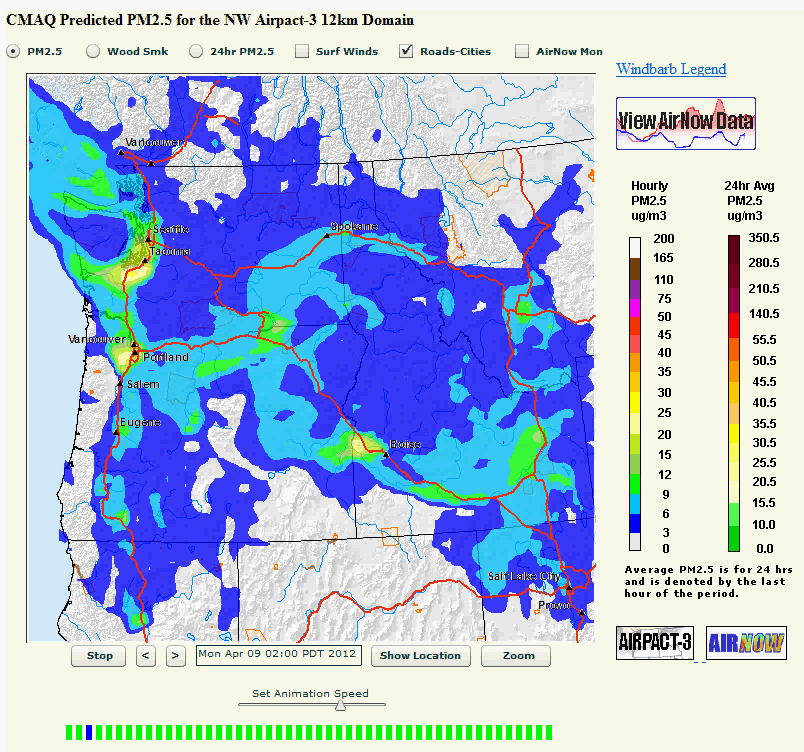 CMAQ Predicted PM2.5 for the NW Airpact-3 12km Domain
PM2.5 Wood Smk 24hr PM2.5 Surf Winds Roads-Cities AirNow Mon
Windbarb Legend
View AirNow Data
Vancouver
Seattle
Tacoma
Spokane
Vancouver
Portland
Salem
Eugene
Boise
Salt Lake City
Provo
Hourly
PM2.5
ug/m3
200
165
110
75
50
45
40
35
30
25
20
15
12
9
6
3
0
24hr Avg
PM2.5
ug/m3
350.5
280.5
210.5
140.5
55.5
50.5
45.5
40.5
35.5
30.5
25.5
20.5
15.5
10.0
0.0
Average PM2.5 is for 24 hrs
and is denoted by the last
hour of the period.
AIRPACT-3
AIRNOW
Stop < > Mon Apr 09 02:00 PDT 2012 Show Location Zoom
Set Animation Speed